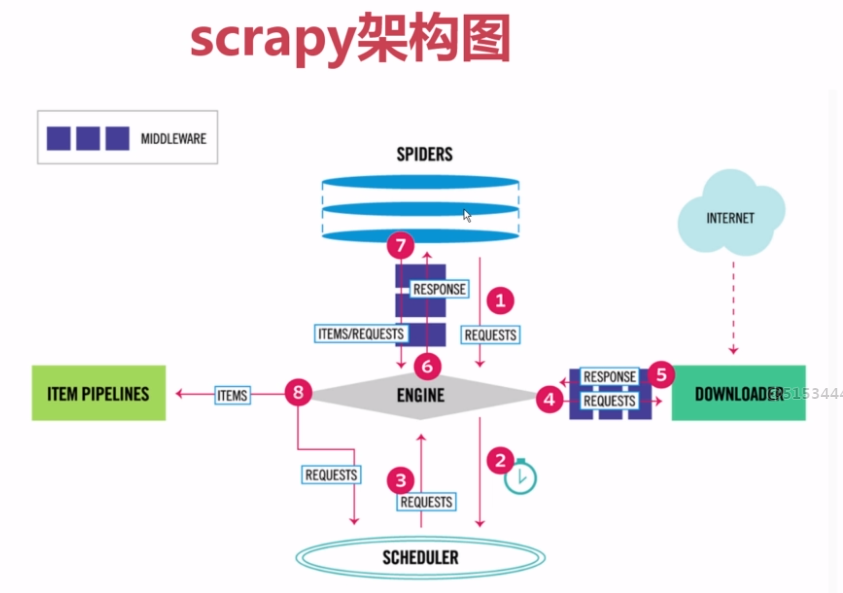 scrapy架构图
MIDDLEWARE
SPIDERS
INTERNET
7
RESPONSE
1
ITEMS/REQUESTS
REQUESTS
6
RESPONSE
5
ITEM PIPELINES
ITEMS
8
ENGINE
4
REQUESTS
DOWNLOADER
2
REQUESTS
3
REQUESTS
SCHEDULER